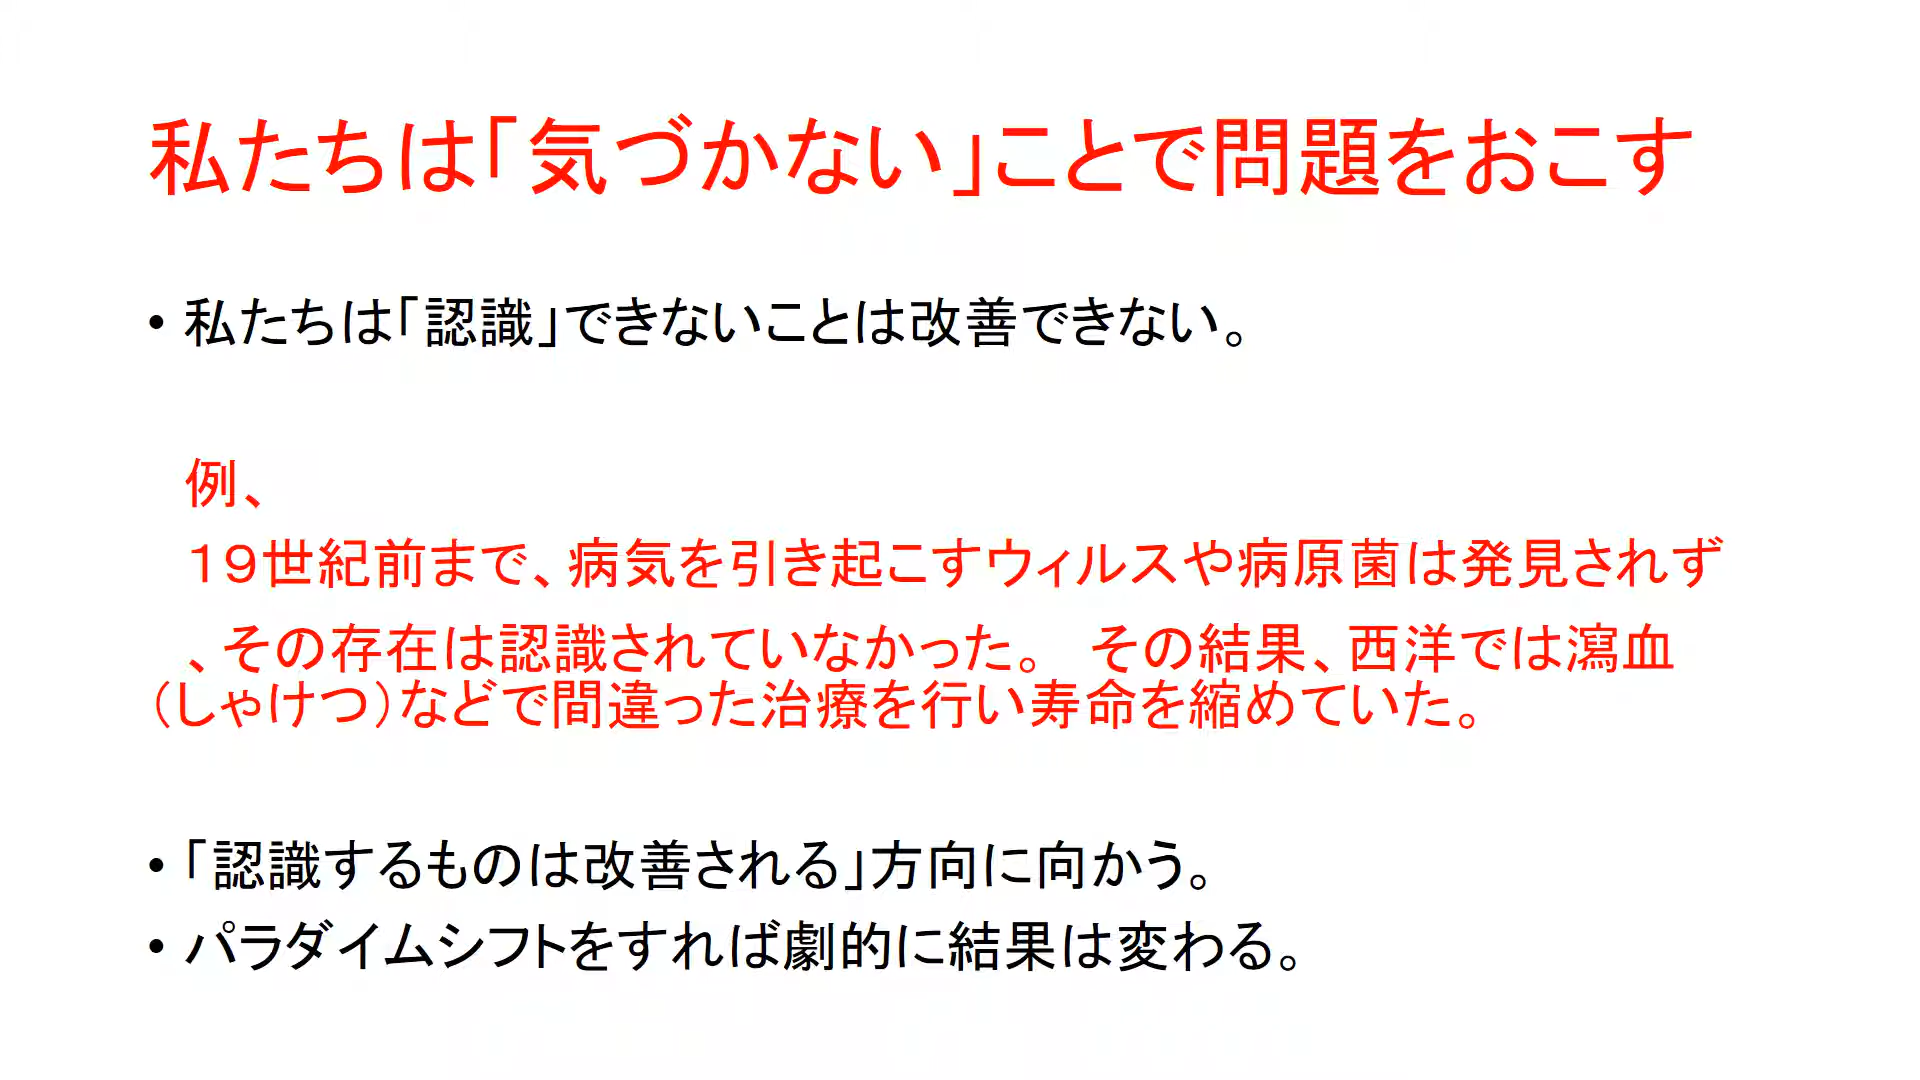 私たちは「気づかない」ことで問題をおこす
• 私たちは「認識」できないことは改善できない。
例、
１９世紀前まで、病気を引き起こすウィルスや病原菌は発見されず
、その存在は認識されていなかった。　その結果、西洋では瀉血
（しゃけつ）などで間違った治療を行い寿命を縮めていた。
• 「認識するものは改善される」方向に向かう。
• パラダイムシフトをすれば劇的に結果は変わる。